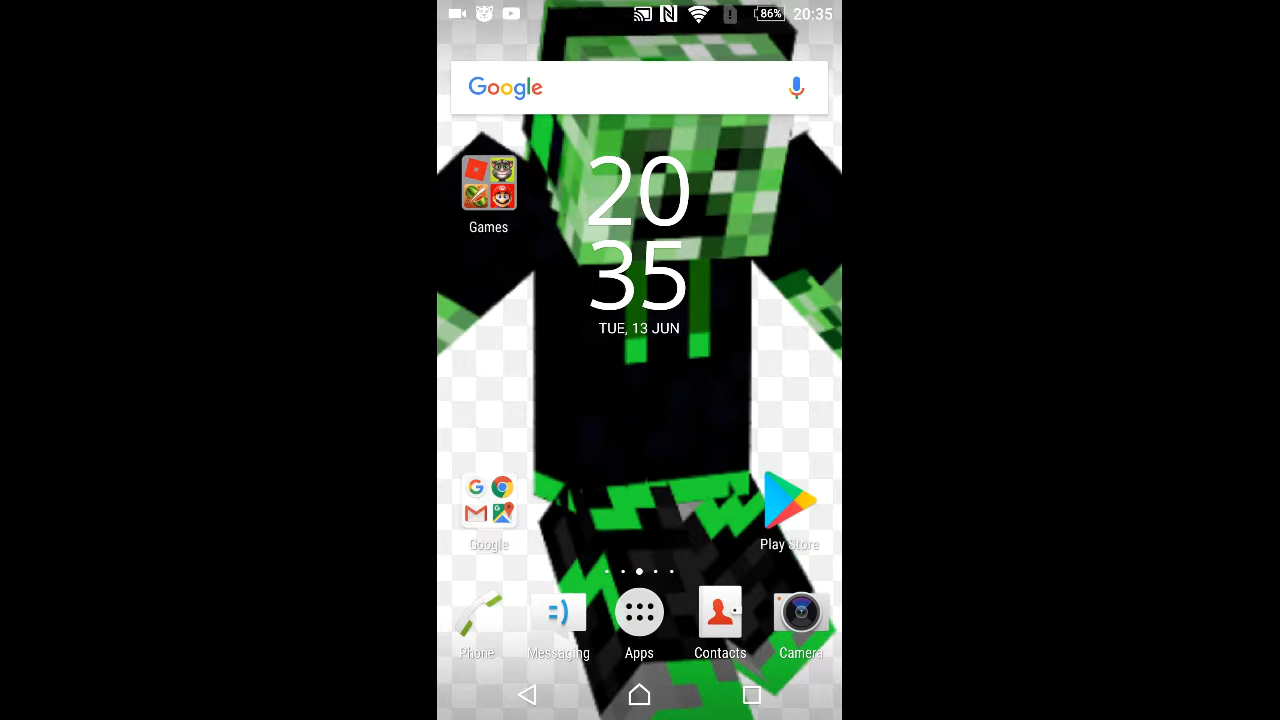 86% 20:35
Google
20
35
TUE, 13 JUN
Games
Google
Play Store
Phone
Messaging
Apps
Contacts
Camera